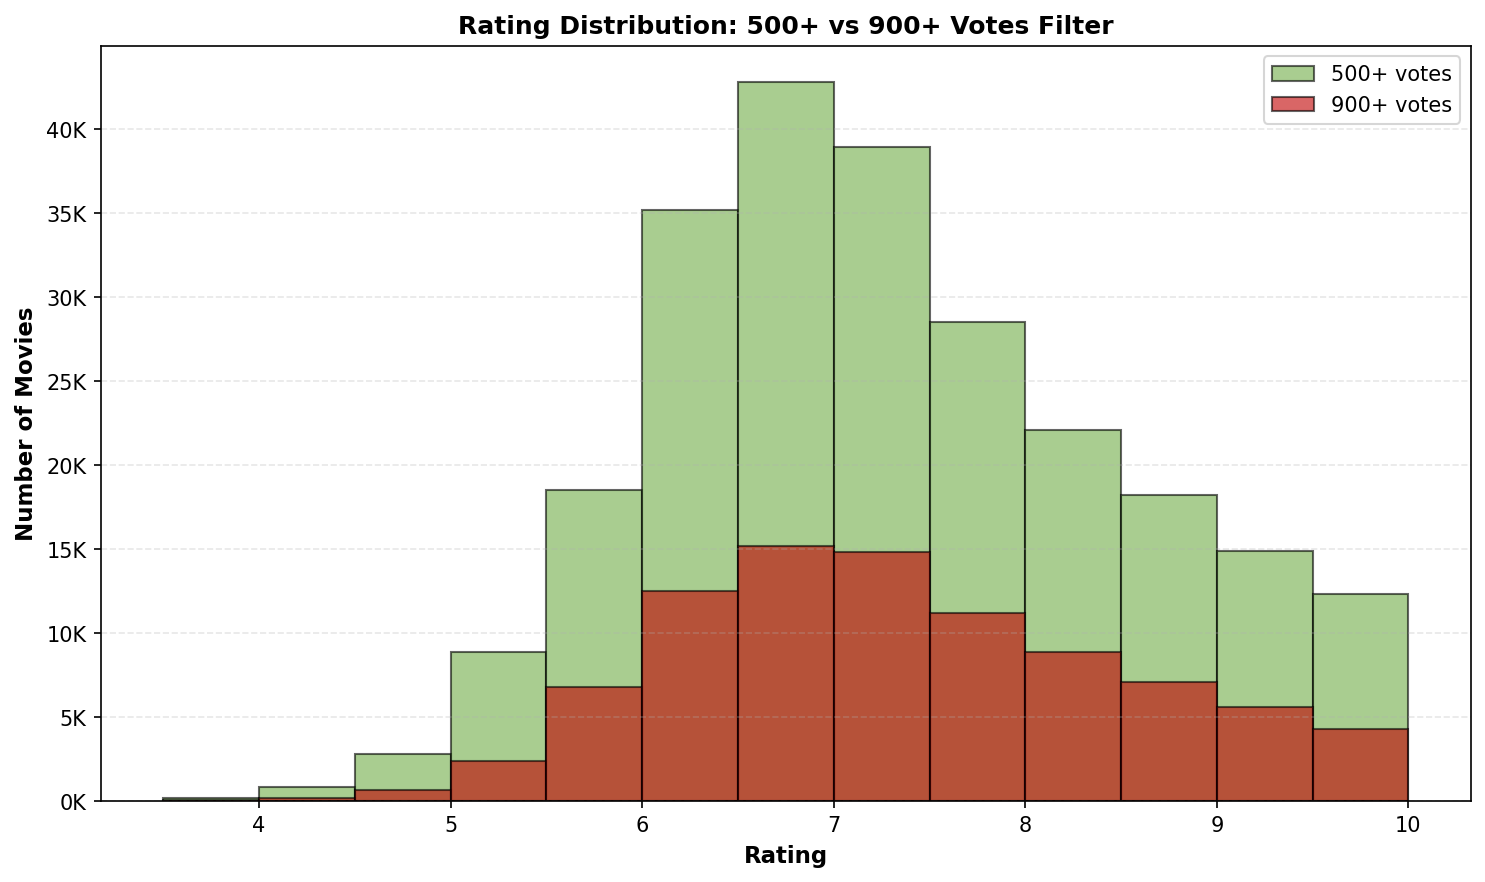 Rating Distribution: 500+ vs 900+ Votes Filter
500+ votes
900+ votes
40K
35K
30K
25K
20K
15K
10K
5K
0K
Number of Movies
4 5 6 7 8 9 10
Rating